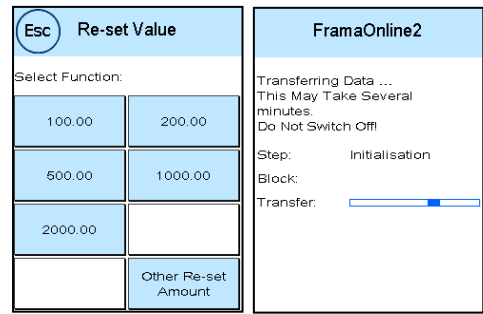 Esc Re-set Value
Select Function:
100.00 200.00
500.00 1000.00
2000.00
Other Re-set
Amount
FramaOnline2
Transferring Data ...
This May Take Several
minutes.
Do Not Switch Off!
Step: Initialisation
Block:
Transfer: